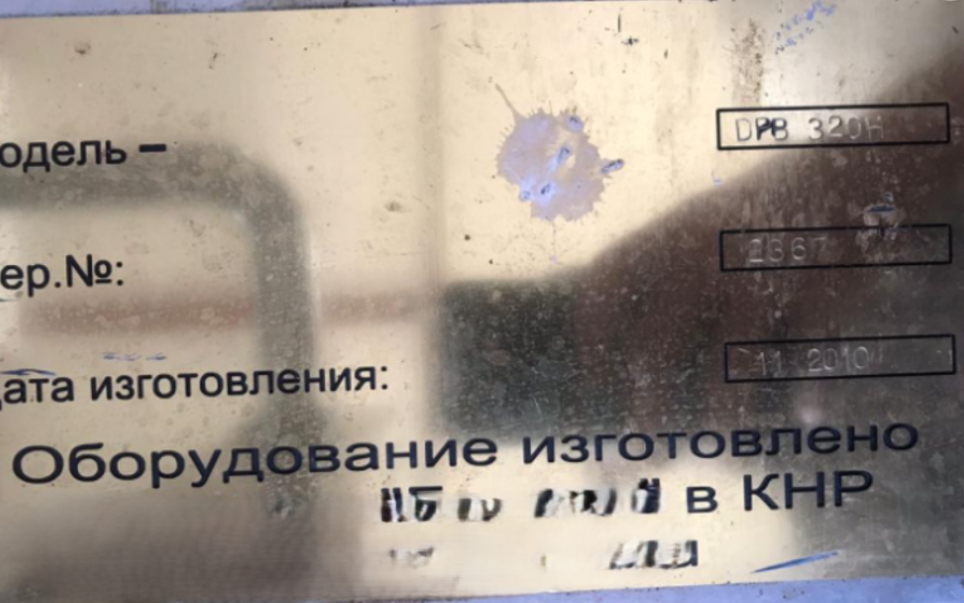 одель – DPB 320H
ер.№: 2367
ата изготовления: 11 2010
Оборудование изготовлено
в КНР